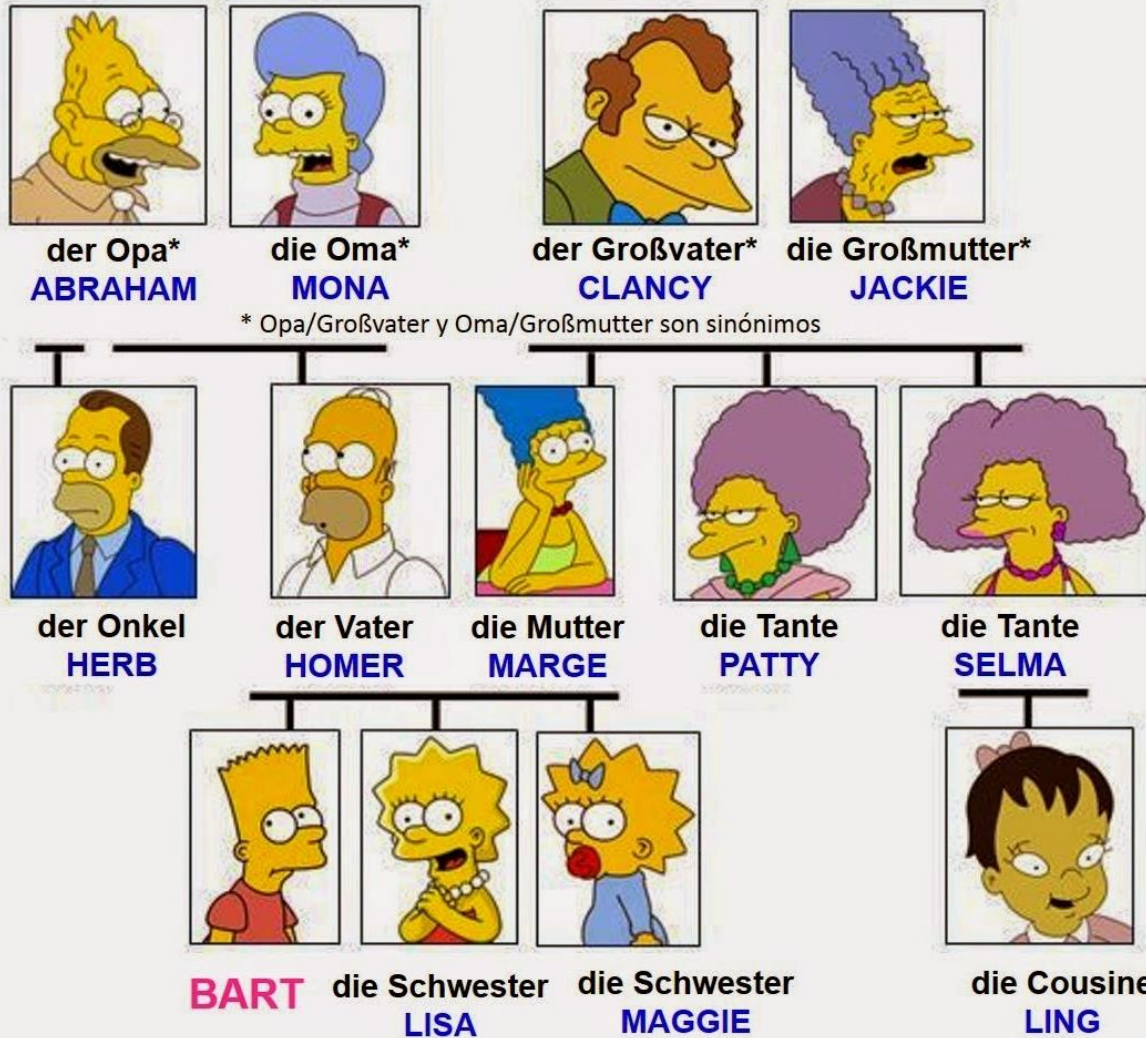 der Opa*
ABRAHAM
die Oma*
MONA
der Großvater*
CLANCY
die Großmutter*
JACKIE
* Opa/Großvater y Oma/Großmutter son sinónimos
der Onkel
HERB
der Vater
HOMER
die Mutter
MARGE
die Tante
PATTY
die Tante
SELMA
BART
die Schwester
LISA
die Schwester
MAGGIE
die Cousine
LING